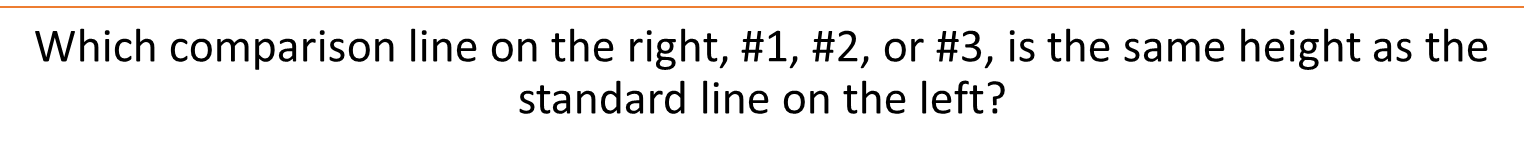 Which comparison line on the right, #1, #2, or #3, is the same height as the
standard line on the left?